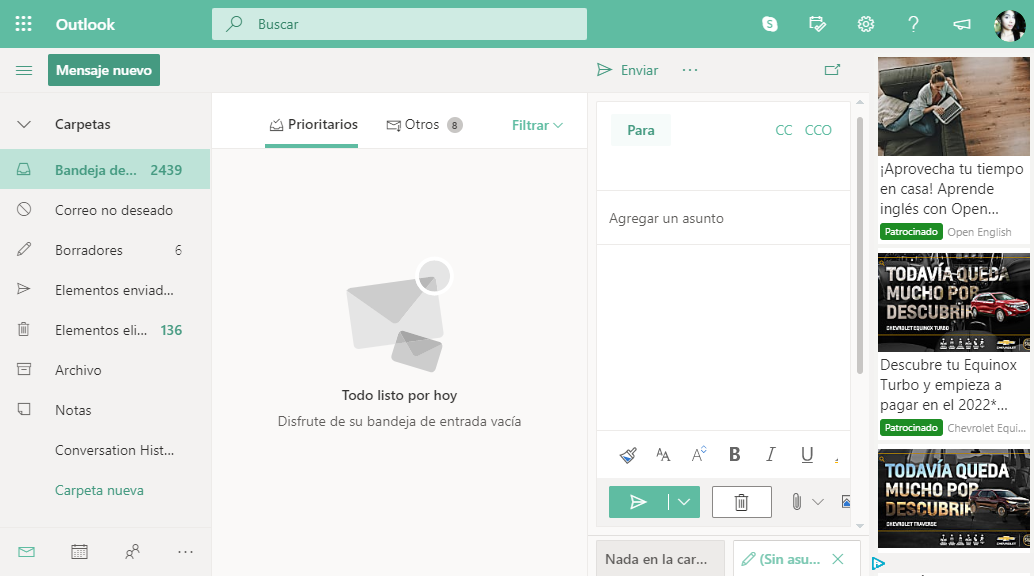 Outlook
Buscar
Mensaje nuevo
Enviar
Carpetas
Bandeja de... 2439
Correo no deseado
Borradores 6
Elementos enviad...
Elementos eli... 136
Archivo
Notas
Conversation Hist...
Carpeta nueva
Prioritarios
Otros 8
Filtrar
Todo listo por hoy
Disfrute de su bandeja de entrada vacía
Para
CC CCO
Agregar un asunto
AA
A
B
I
U
Nada en la car...
(Sin asu...
¡Aprovecha tu tiempo
en casa! Aprende
inglés con Open...
Patrocinado Open English
TODAVÍA QUEDA
MUCHO POR
DESCUBRIR
CHEVROLET EQUINOX TURBO
Descubre tu Equinox
Turbo y empieza a
pagar en el 2022*...
Patrocinado Chevrolet Equi...
TODAVÍA QUEDA
MUCHO POR
DESCUBRIR
CHEVROLET TRAVERSE